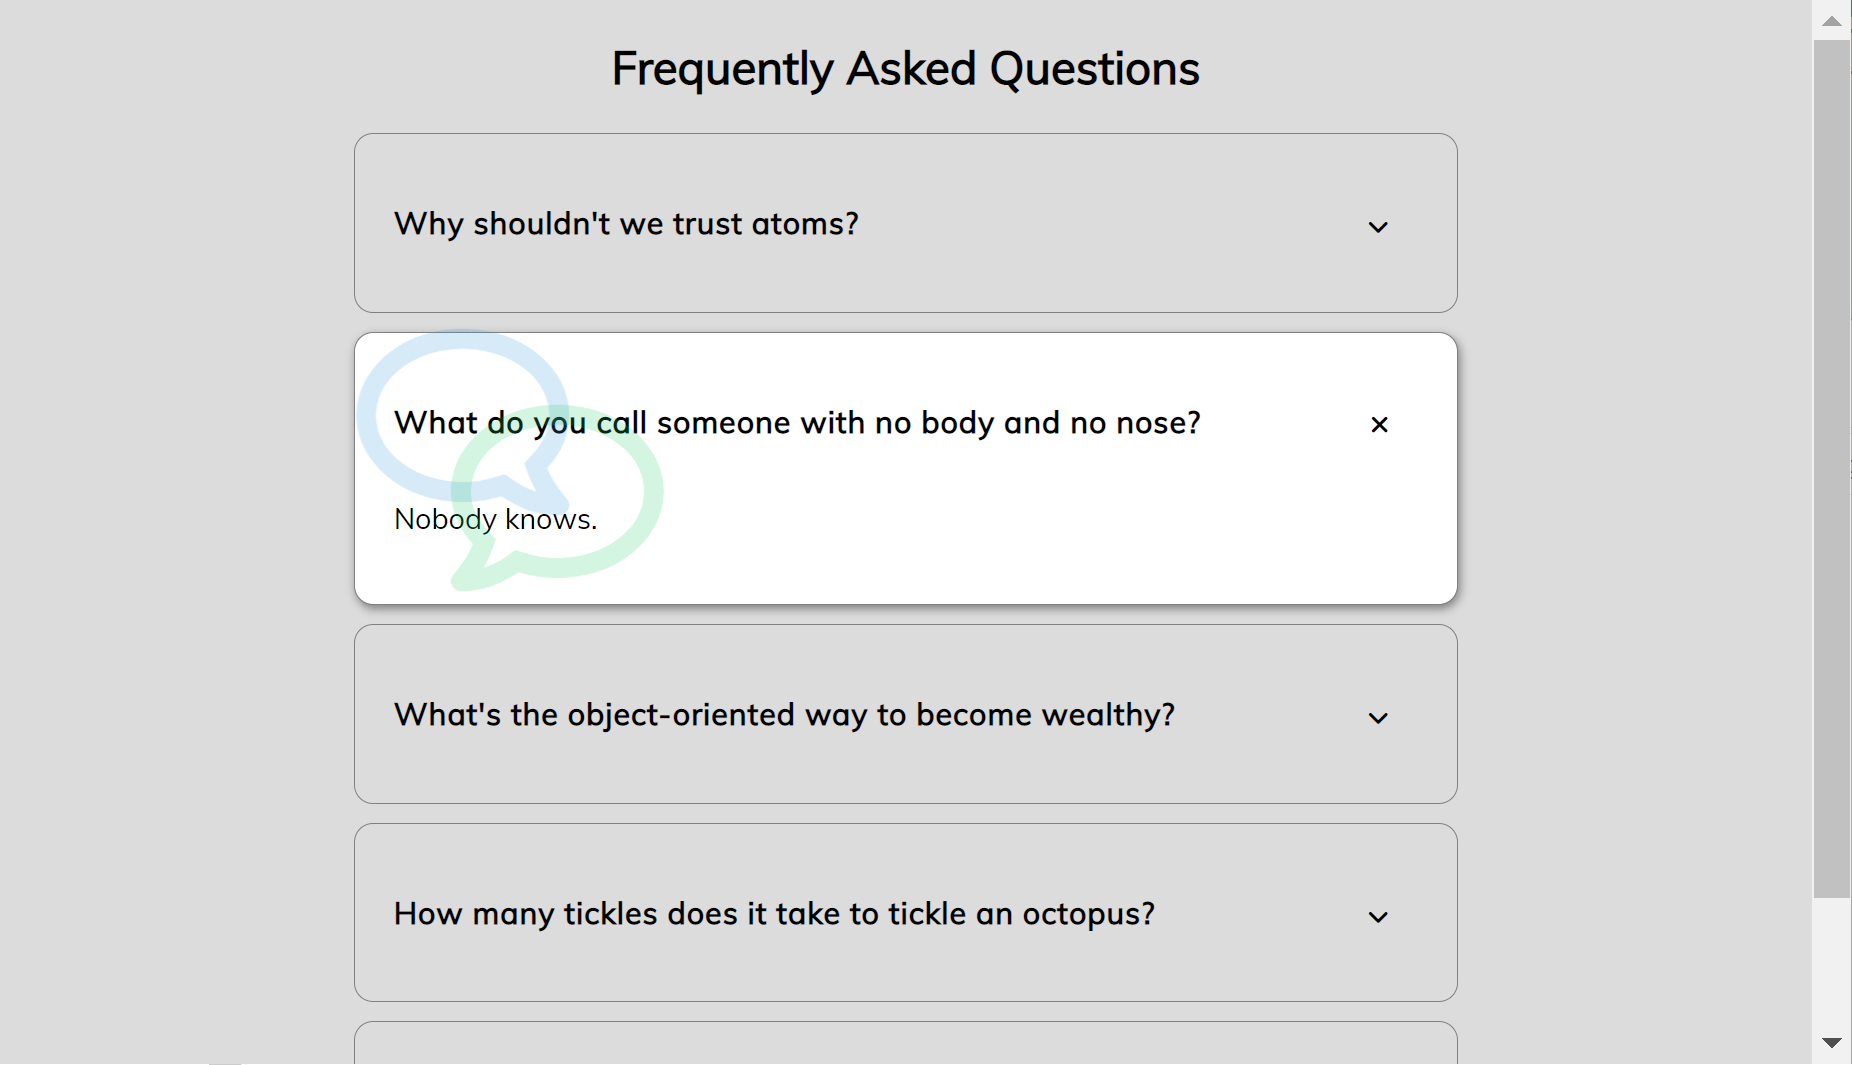 Frequently Asked Questions
Why shouldn't we trust atoms?
What do you call someone with no body and no nose?
Nobody knows.
What's the object-oriented way to become wealthy?
How many tickles does it take to tickle an octopus?